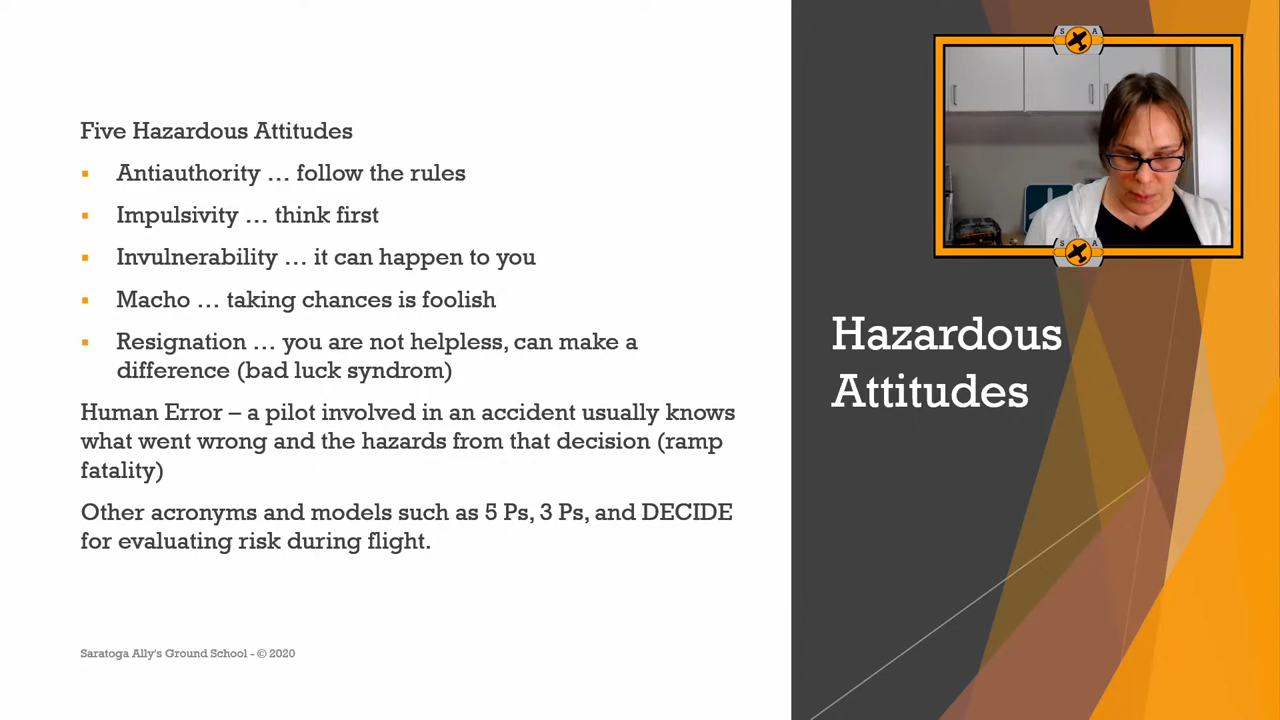 Five Hazardous Attitudes
Antiauthority … follow the rules
Impulsivity … think first
Invulnerability … it can happen to you
Macho … taking chances is foolish
Resignation … you are not helpless, can make a
difference (bad luck syndrom)
Human Error – a pilot involved in an accident usually knows
what went wrong and the hazards from that decision (ramp
fatality)
Other acronyms and models such as 5 Ps, 3 Ps, and DECIDE
for evaluating risk during flight.
Saratoga Ally's Ground School - © 2020
S A
S A
Hazardous
Attitudes